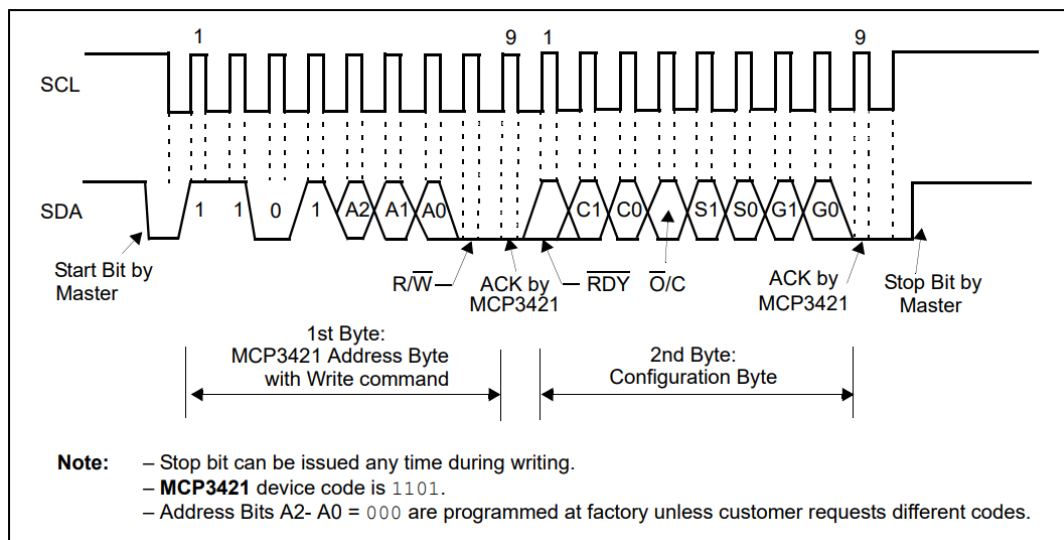 1 9 1 9
SCL
SDA 1 1 0 1 A2 A1 A0 C1 C0 S1 S0 G1 G0
Start Bit by
Master
R/W̅
ACK by
MCP3421
R̅D̅Y̅
O̅/C
ACK by
MCP3421
Stop Bit by
Master
1st Byte:
MCP3421 Address Byte
with Write command
2nd Byte:
Configuration Byte
Note: – Stop bit can be issued any time during writing.
– MCP3421 device code is 1101.
– Address Bits A2- A0 = 000 are programmed at factory unless customer requests different codes.